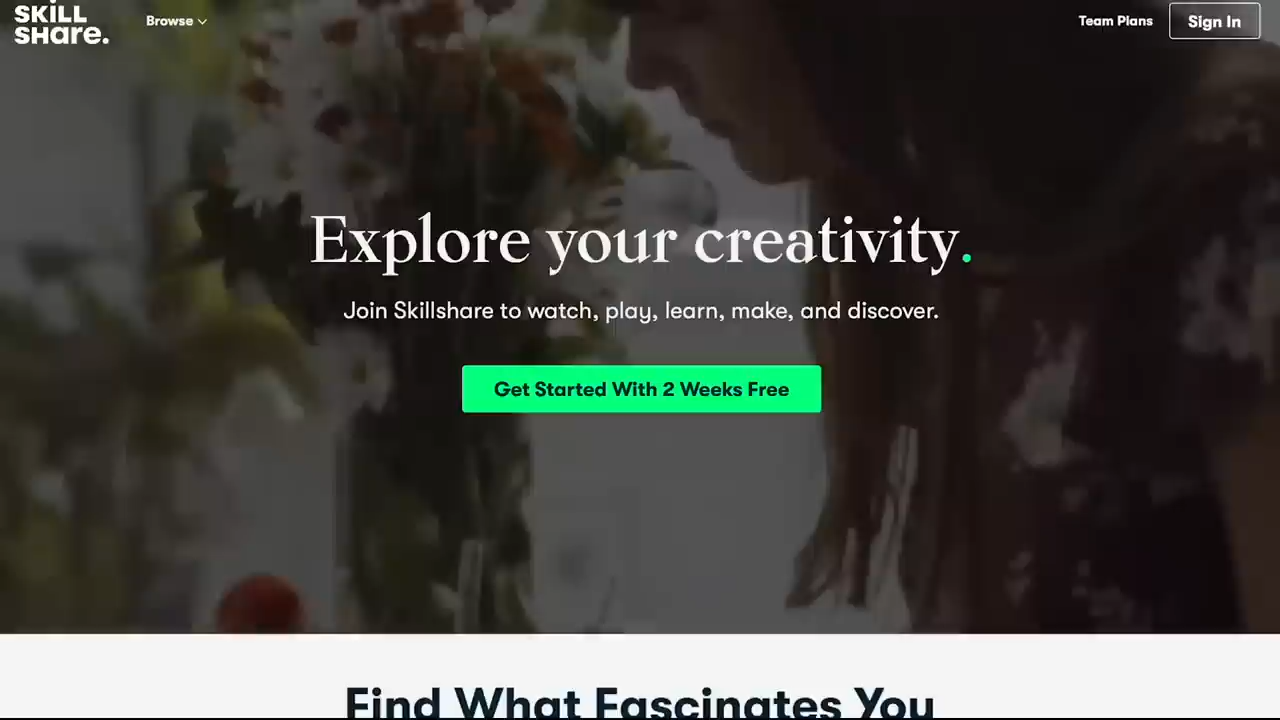 SKILL
SHare.
Browse
Team Plans
Sign In
Explore your creativity.
Join Skillshare to watch, play, learn, make, and discover.
Get Started With 2 Weeks Free
Find What Fascinates You